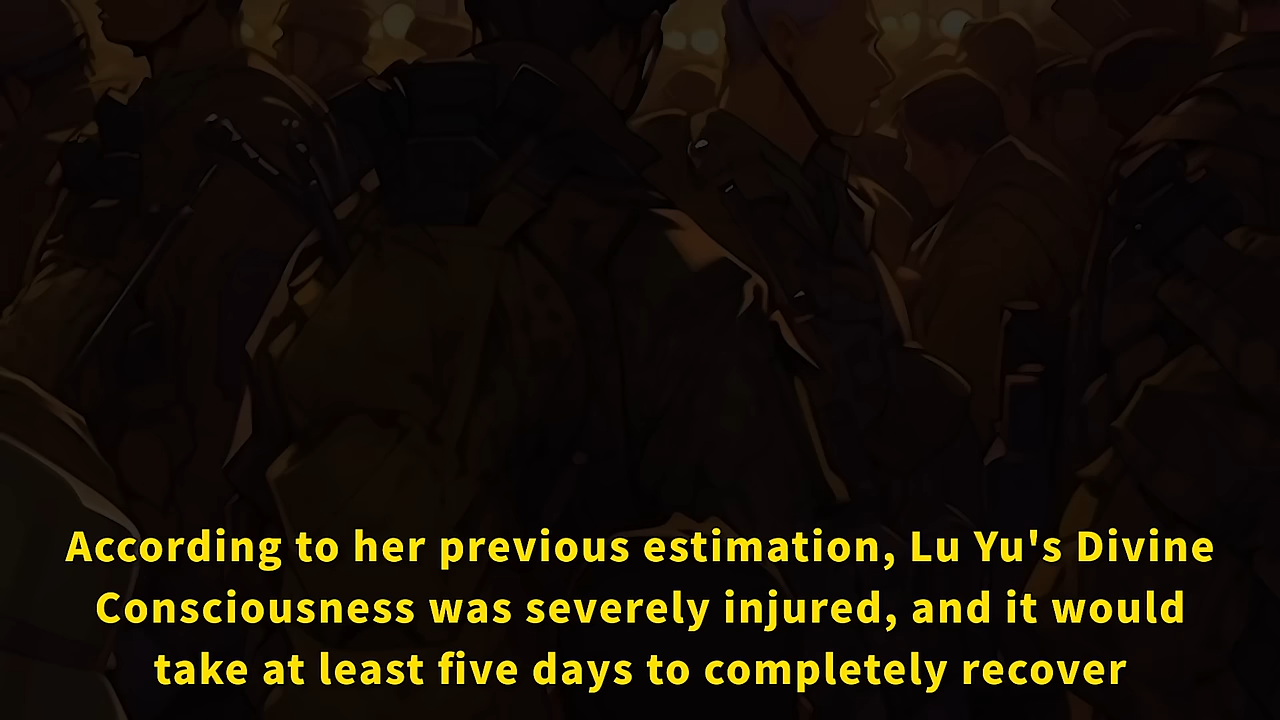 According to her previous estimation, Lu Yu's Divine
Consciousness was severely injured, and it would
take at least five days to completely recover